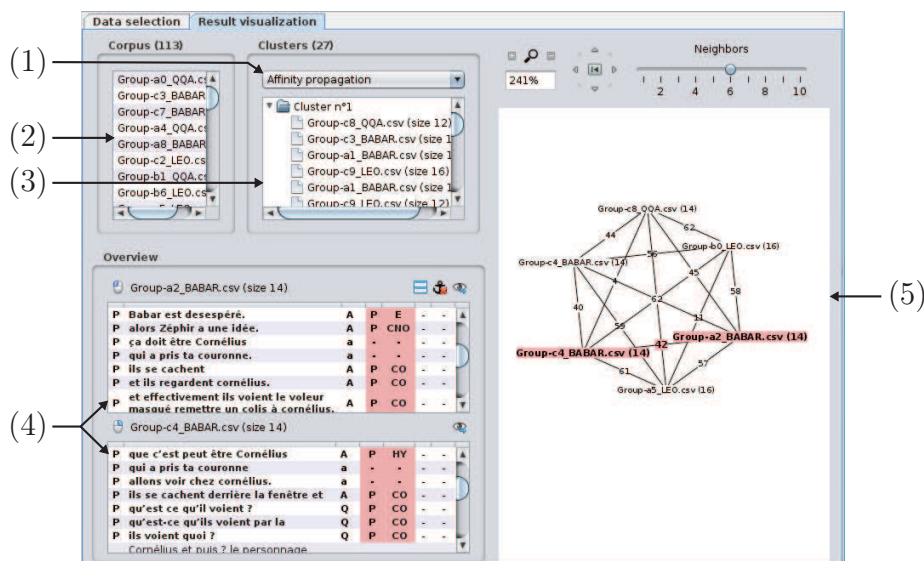 Data selection Result visualization
Corpus (113)
Clusters (27)
Neighbors
(1)
(2)
(3)
(4)
(5)
Group-a0_QQA.cs
Group-c3_BABAR
Group-c7_BABAR
Group-a4_QQA.cs
Group-a8_BABAR
Group-c2_LEO.cs
Group-b1_QQA.cs
Group-b6_LEO.cs
Affinity propagation
Cluster n°1
Group-c8_QQA.csv (size 12)
Group-c3_BABAR.csv (size 1
Group-a1_BABAR.csv (size 1
Group-c9_LEO.csv (size 16)
Group-a1_BABAR.csv (size 1
Group-c9_LEO.csv (size 12)
241%
2 4 6 8 10
Overview
Group-a2_BABAR.csv (size 14)
P Babar est desespéré. A P E - -
P alors Zéphir a une idée. A P CNO - -
P ça doit être Cornélius a - - - -
P qui a pris ta couronne. a - - - -
P ils se cachent A P CO - -
P et ils regardent cornélius. A P CO - -
P et effectivement ils voient le voleur masqué remettre un colis à cornélius. A P CO - -
Group-c4_BABAR.csv (size 14)
P que c'est peut être Cornélius A P HY - -
P qui a pris ta couronne a - - - -
P allons voir chez cornélius. a - - - -
P ils se cachent derrière la fenêtre et A P CO - -
P qu'est ce qu'il voient ? Q P CO - -
P qu'est-ce qu'ils voient par la Q P CO - -
P ils voient quoi ? Q P CO - -
Cornélius et puis ? le personnage
Group-c8_QQA.csv (14)
44
62
Group-b0_LEO.csv (16)
56
Group-c4_BABAR.csv (14)
4
45
58
40
62
59
11
Group-a2_BABAR.csv (14)
42
Group-c4_BABAR.csv (14)
61
57
Group-a5_LEO.csv (16)